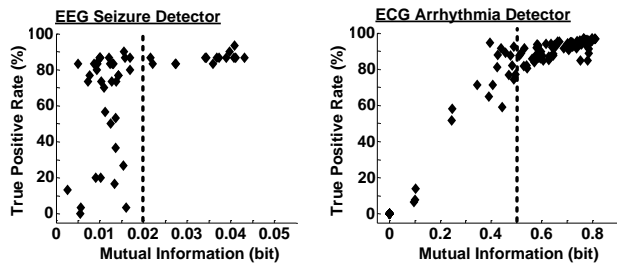 EEG Seizure Detector
True Positive Rate (%)
100
80
60
40
20
0
0 0.01 0.02 0.03 0.04 0.05
Mutual Information (bit)
ECG Arrhythmia Detector
True Positive Rate (%)
100
80
60
40
20
0
0 0.2 0.4 0.6 0.8
Mutual Information (bit)